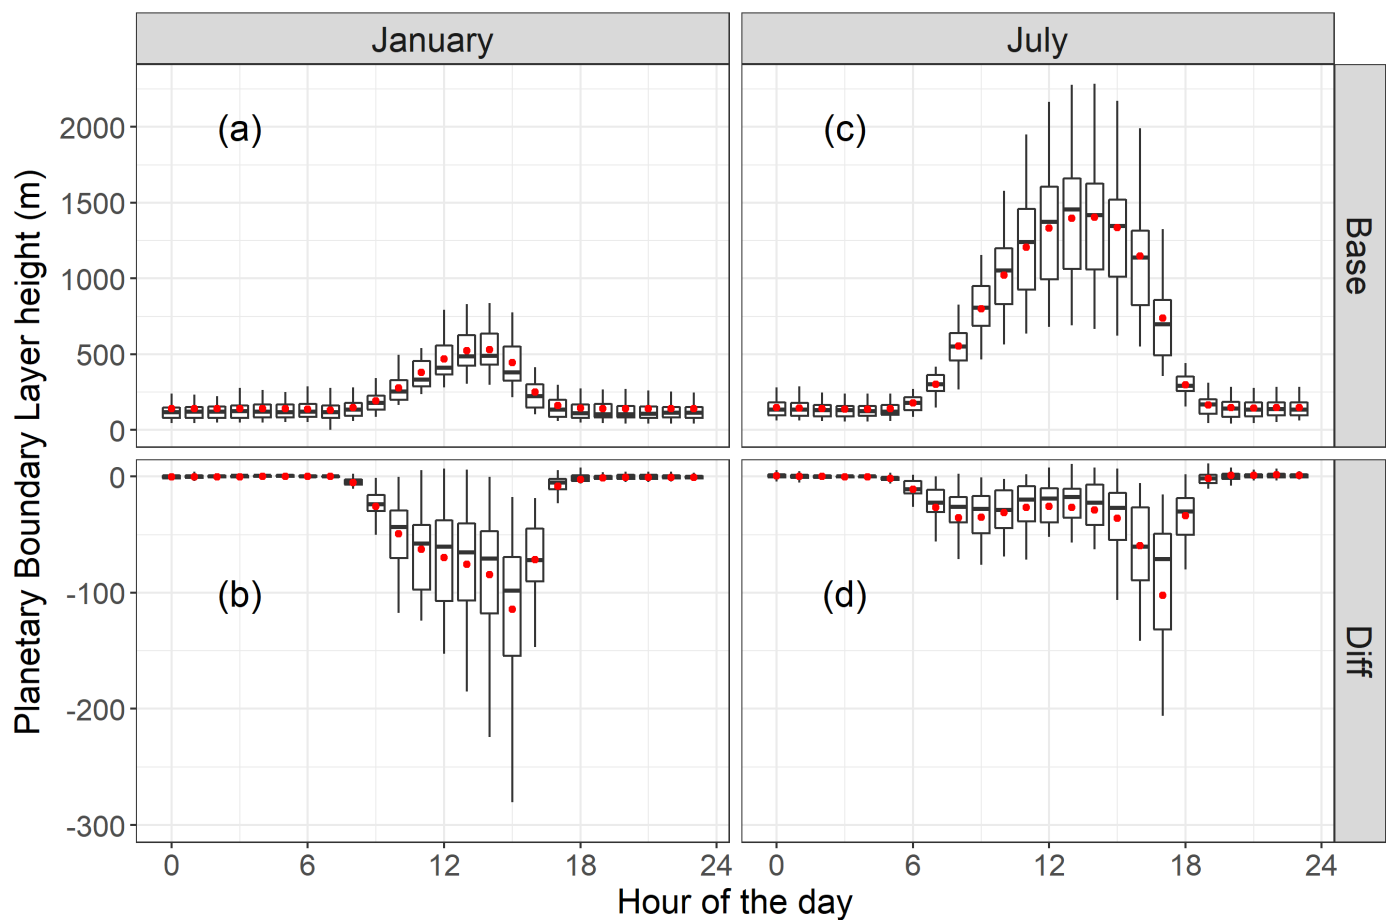 January
July
Planetary Boundary Layer height (m)
(a)
(c)
2000
1500
1000
500
0
Base
(b)
(d)
0
-100
-200
-300
Diff
0 6 12 18 24
0 6 12 18 24
Hour of the day